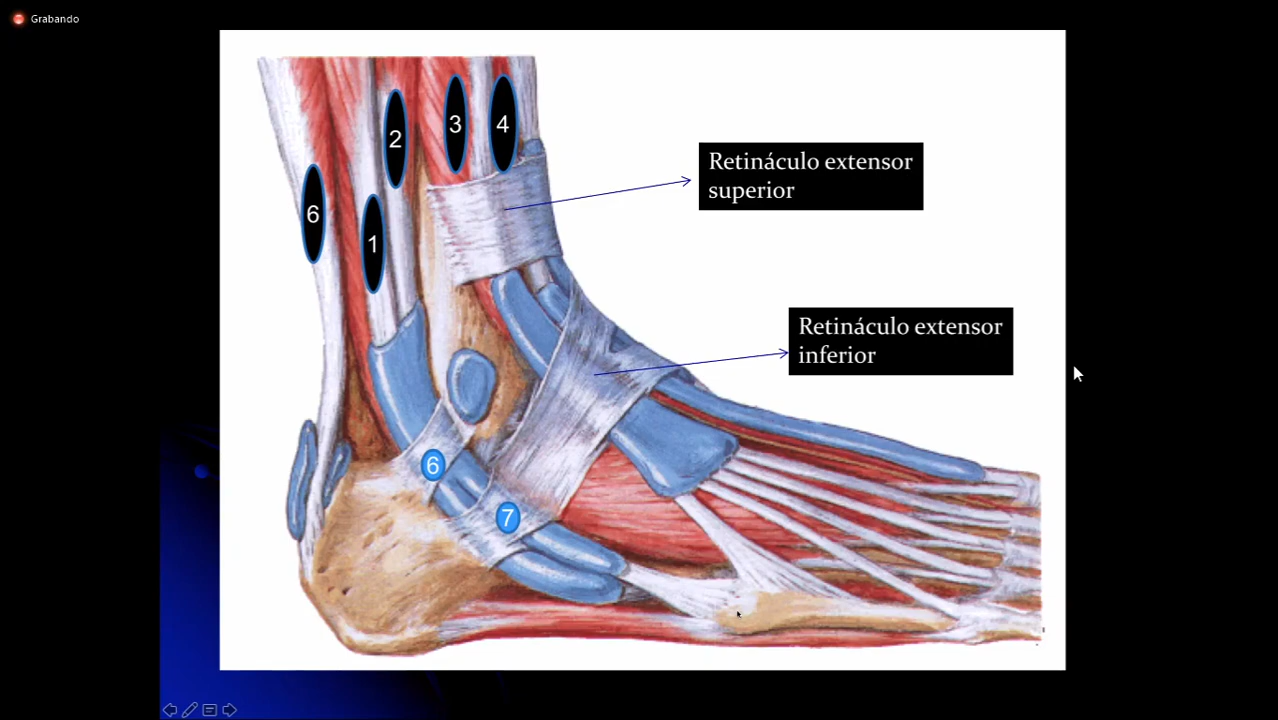 Grabando
4
3
2
Retináculo extensor
superior
6
1
Retináculo extensor
inferior
6
7